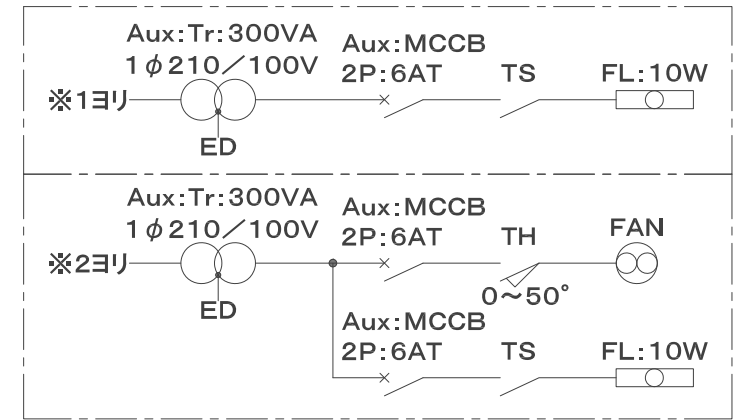 Aux:Tr:300VA
1φ210／100V
Aux:MCCB
2P:6AT
TS
FL:10W
※1ヨリ
ED
Aux:Tr:300VA
1φ210／100V
Aux:MCCB
2P:6AT
TH
FAN
※2ヨリ
ED
0～50°
Aux:MCCB
2P:6AT
TS
FL:10W